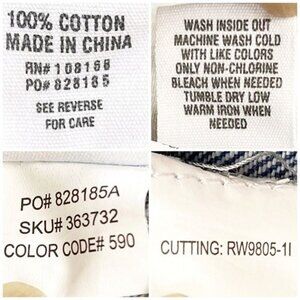 100% COTTON
MADE IN CHINA
RN# 108168
PO# 828185
SEE REVERSE
FOR CARE
WASH INSIDE OUT
MACHINE WASH COLD
WITH LIKE COLORS
ONLY NON-CHLORINE
BLEACH WHEN NEEDED
TUMBLE DRY LOW
WARM IRON WHEN
NEEDED
PO# 828185A
SKU# 363732
COLOR CODE# 590
CUTTING: RW9805-1I